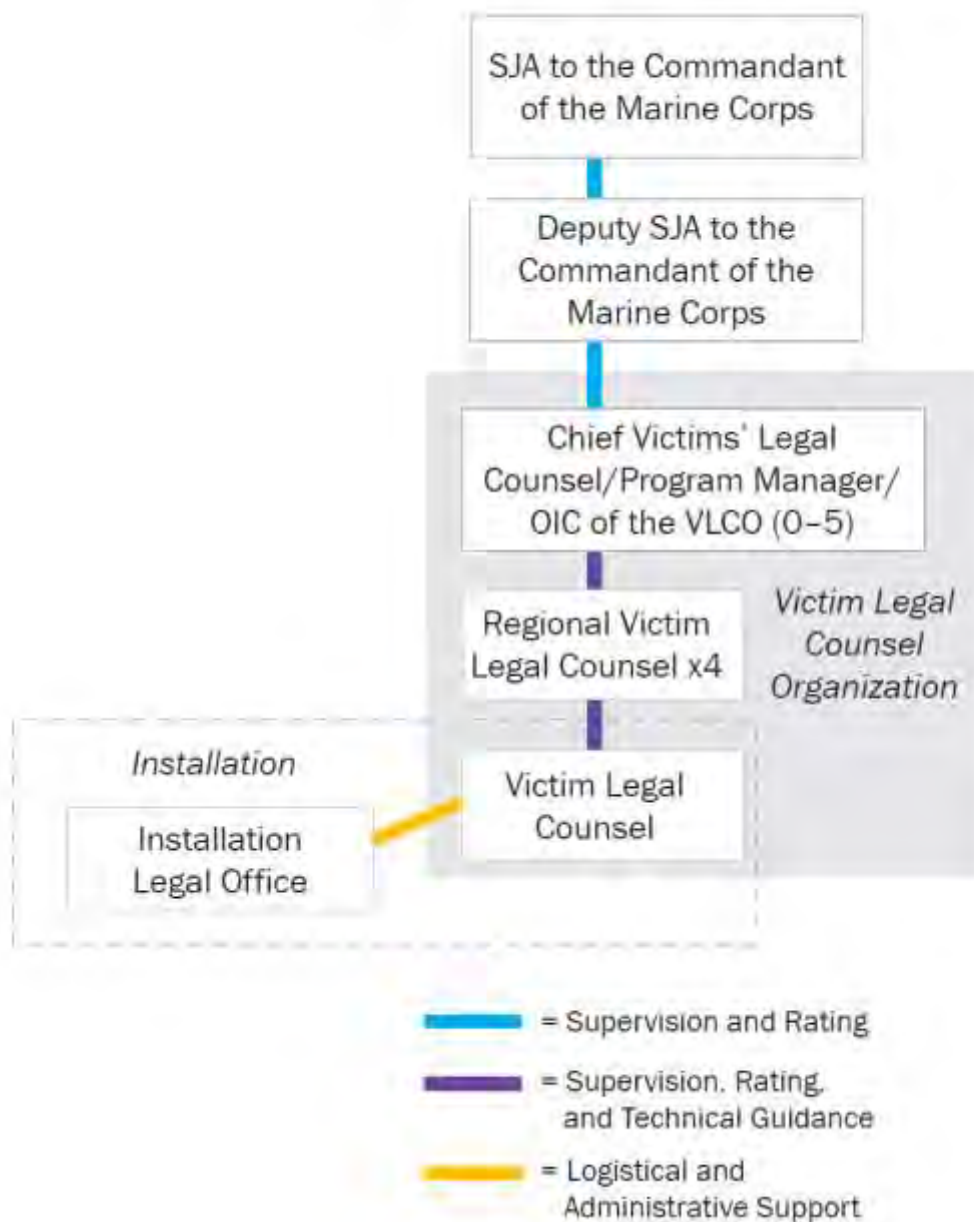 SJA to the Commandant
of the Marine Corps
Deputy SJA to the
Commandant of the
Marine Corps
Chief Victims' Legal
Counsel/Program Manager/
OIC of the VLCO (0–5)
Regional Victim
Legal Counsel x4
Victim Legal
Counsel
Organization
Installation
Victim Legal
Counsel
Installation
Legal Office
= Supervision and Rating
= Supervision, Rating,
and Technical Guidance
= Logistical and
Administrative Support